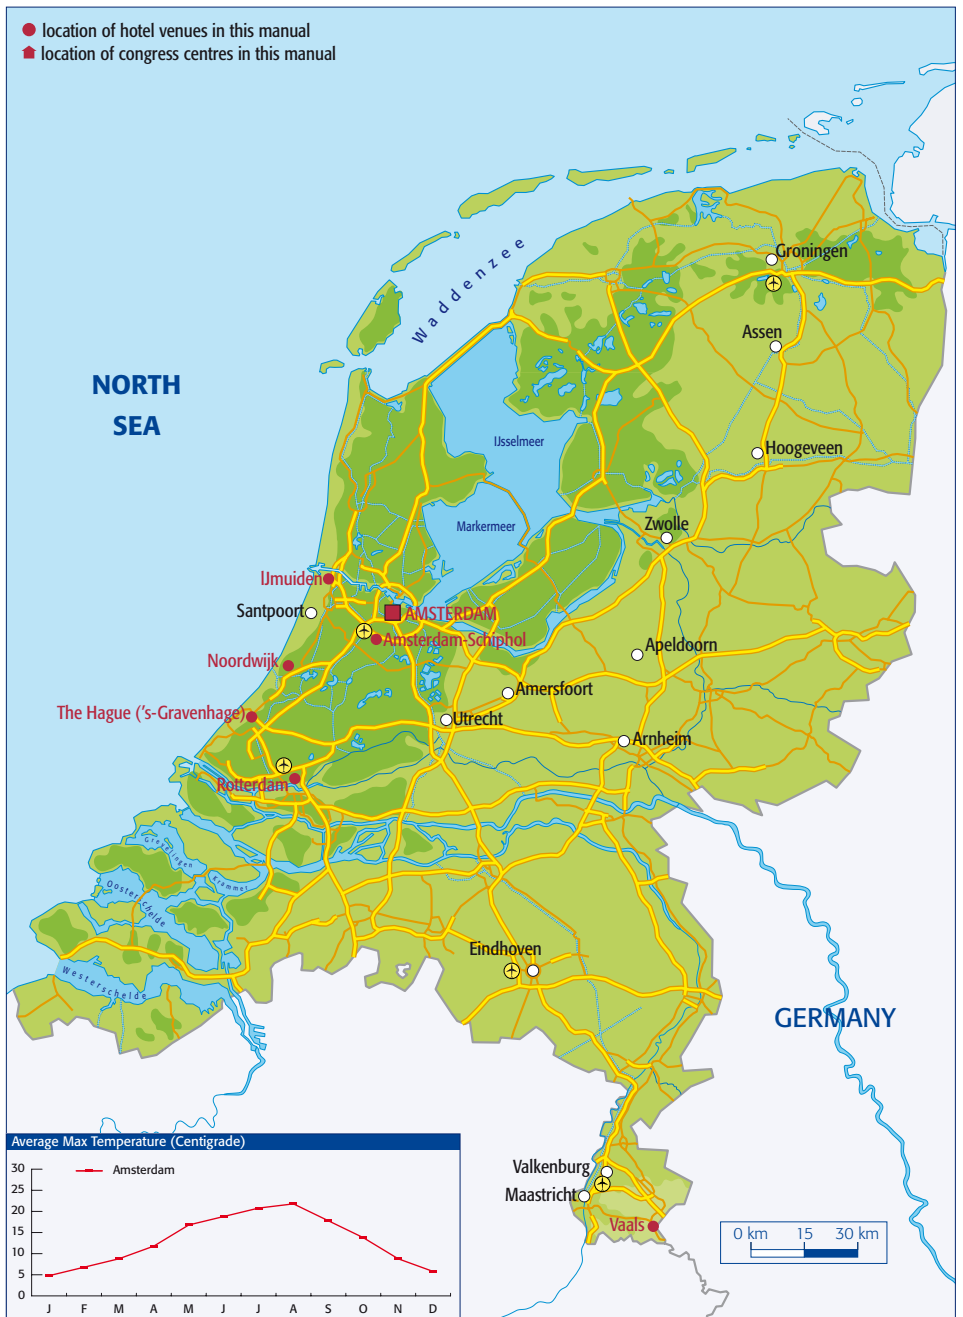 location of hotel venues in this manual
location of congress centres in this manual
Waddenzee
Groningen
Assen
NORTH
SEA
IJsselmeer
Hoogeveen
Markermeer
Zwolle
IJmuiden
Santpoort
AMSTERDAM
Amsterdam-Schiphol
Apeldoorn
Noordwijk
Amersfoort
The Hague ('s-Gravenhage)
Utrecht
Arnheim
Rotterdam
Grevelingen
Krammer
Oosterschelde
Eindhoven
Westerschelde
GERMANY
Valkenburg
Maastricht
Vaals
0 km 15 30 km
Average Max Temperature (Centigrade)
Amsterdam
30
25
20
15
10
5
0
J F M A M J J A S O N D